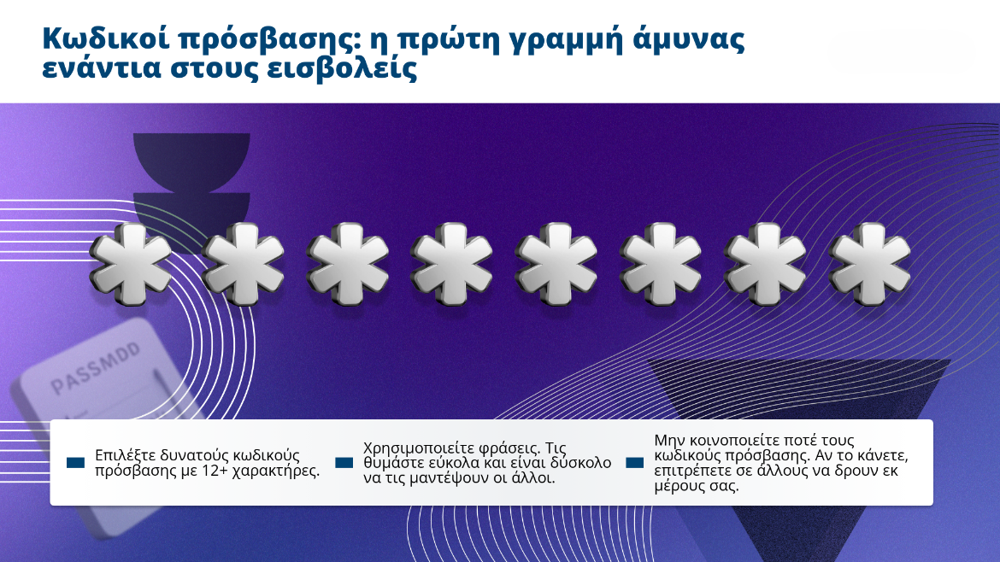 Κωδικοί πρόσβασης: η πρώτη γραμμή άμυνας
ενάντια στους εισβολείς
PASSMDD
Επιλέξτε δυνατούς κωδικούς
πρόσβασης με 12+ χαρακτήρες.
Χρησιμοποιείτε φράσεις. Τις
θυμάστε εύκολα και είναι δύσκολο
να τις μαντέψουν οι άλλοι.
Μην κοινοποιείτε ποτέ τους
κωδικούς πρόσβασης. Αν το κάνετε,
επιτρέπετε σε άλλους να δρουν εκ
μέρους σας.